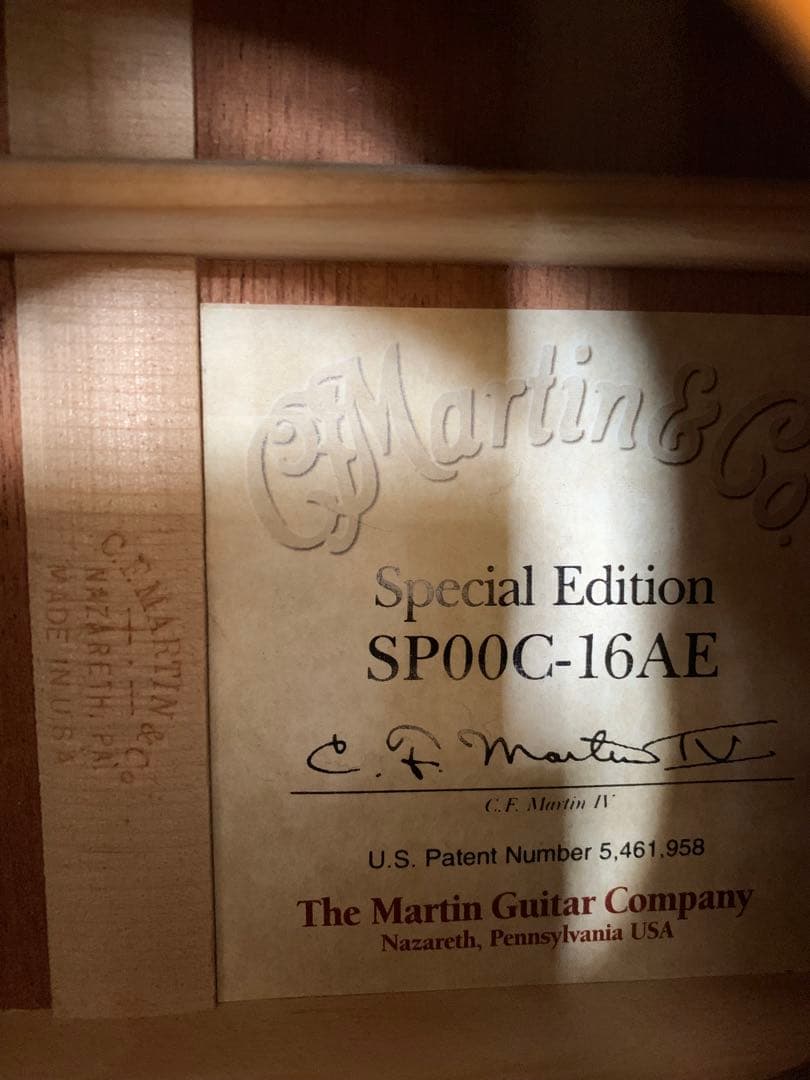 C.F. MARTIN & Co
NAZARETH, PA.
MADE IN U.S.A
CF Martin & Co.
Special Edition
SP00C-16AE
C. F. Martin IV
C.F. Martin IV
U.S. Patent Number 5,461,958
The Martin Guitar Company
Nazareth, Pennsylvania USA